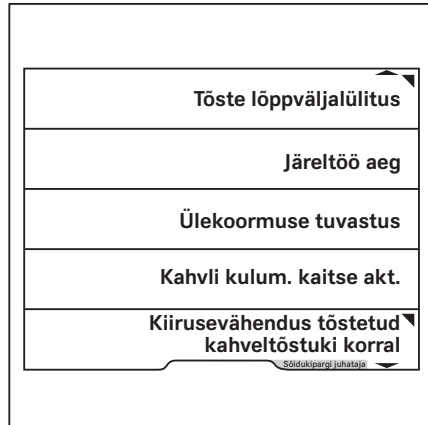 Tõste lõppväljalülitus
Järeltöö aeg
Ülekoormuse tuvastus
Kahvli kulum. kaitse akt.
Kiirusevähendus tõstetud
kahveltõstuki korral
Sõidukipargi juhataja